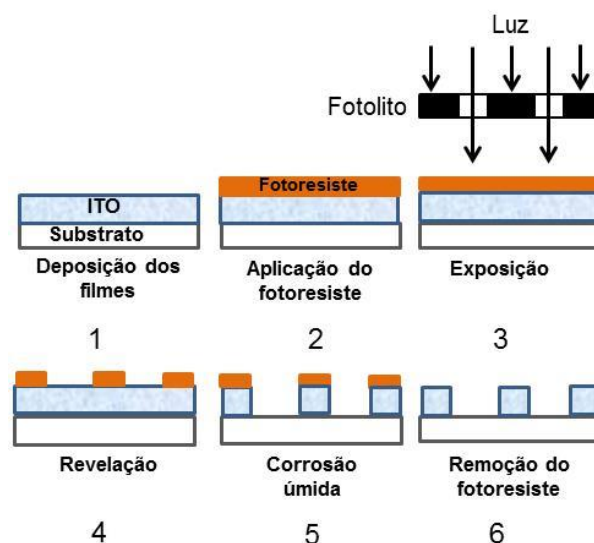 Luz
Fotolito
ITO
Substrato
Deposição dos
filmes
1
Fotoresiste
Aplicação do
fotoresiste
2
Exposição
3
Revelação
4
Corrosão
úmida
5
Remoção do
fotoresiste
6